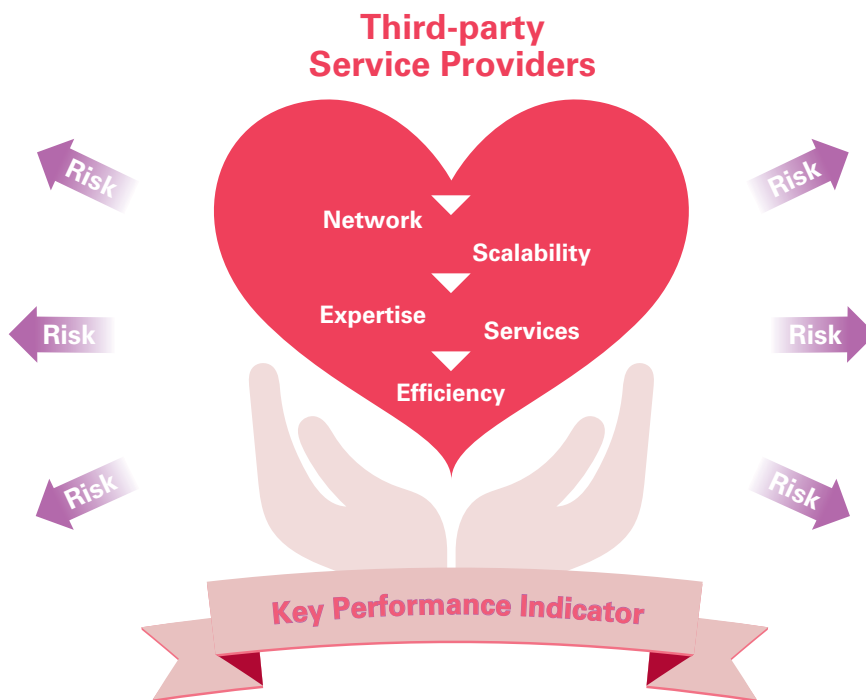 Third-party
Service Providers
Risk
Risk
Network
Scalability
Expertise
Services
Risk
Risk
Efficiency
Risk
Risk
Key Performance Indicator